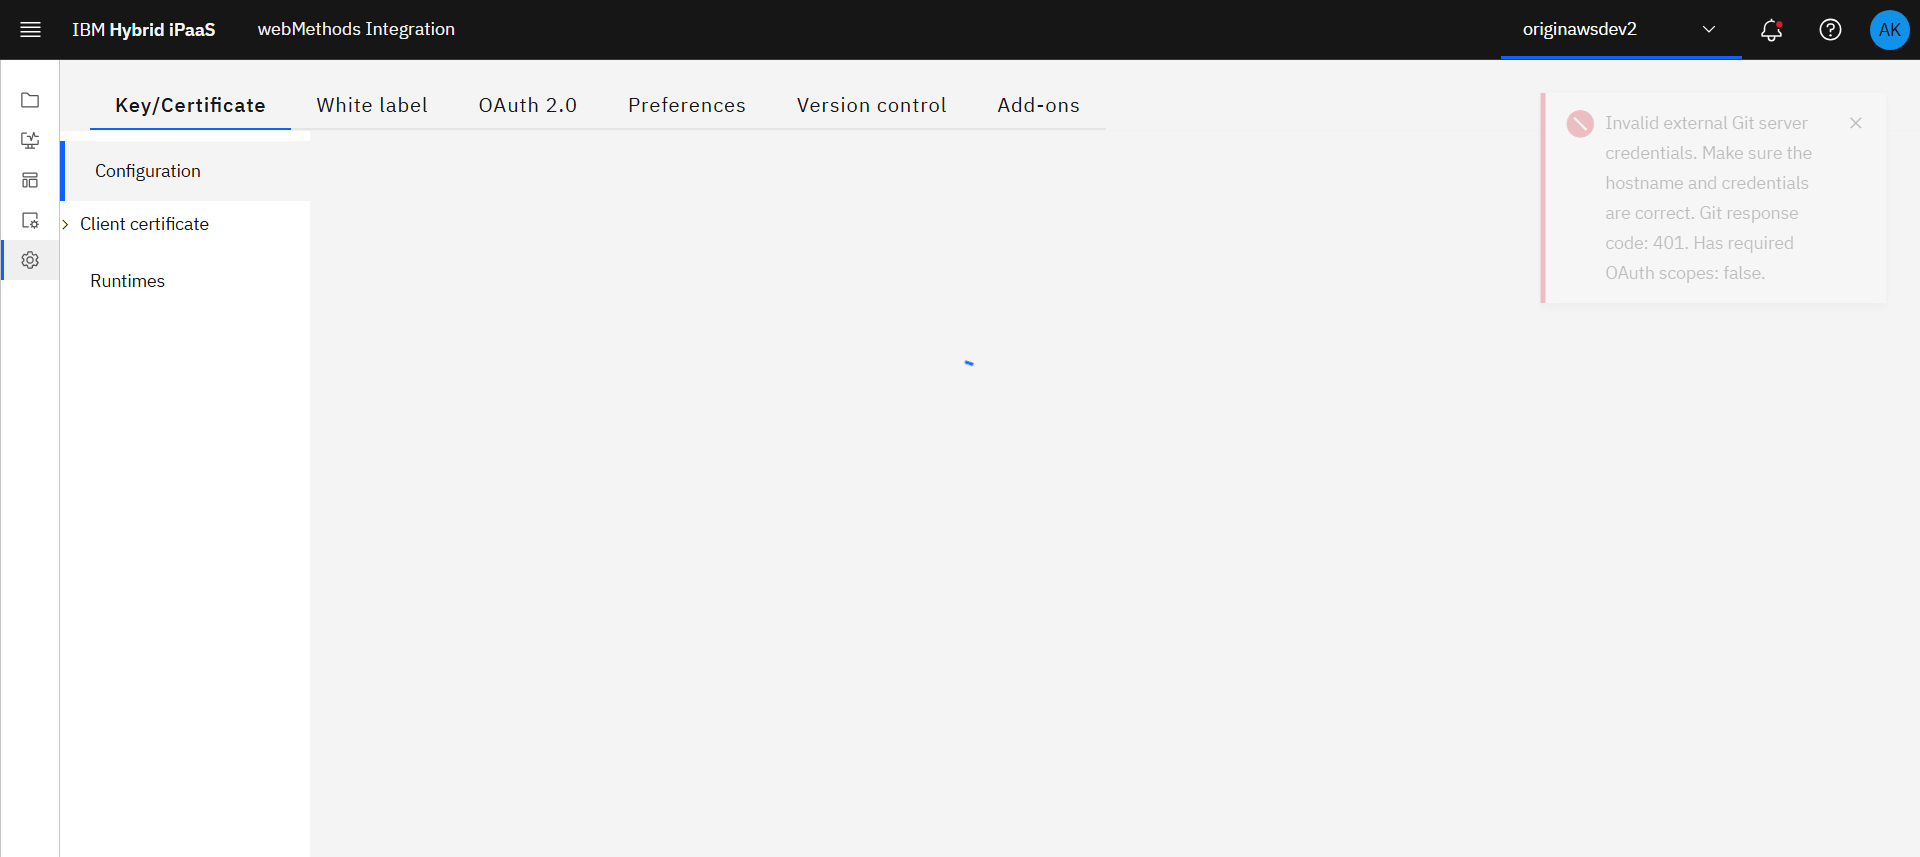 IBM Hybrid iPaaS
webMethods Integration
originawsdev2
AK
Key/Certificate
White label
OAuth 2.0
Preferences
Version control
Add-ons
Configuration
Client certificate
Runtimes
Invalid external Git server
credentials. Make sure the
hostname and credentials
are correct. Git response
code: 401. Has required
OAuth scopes: false.